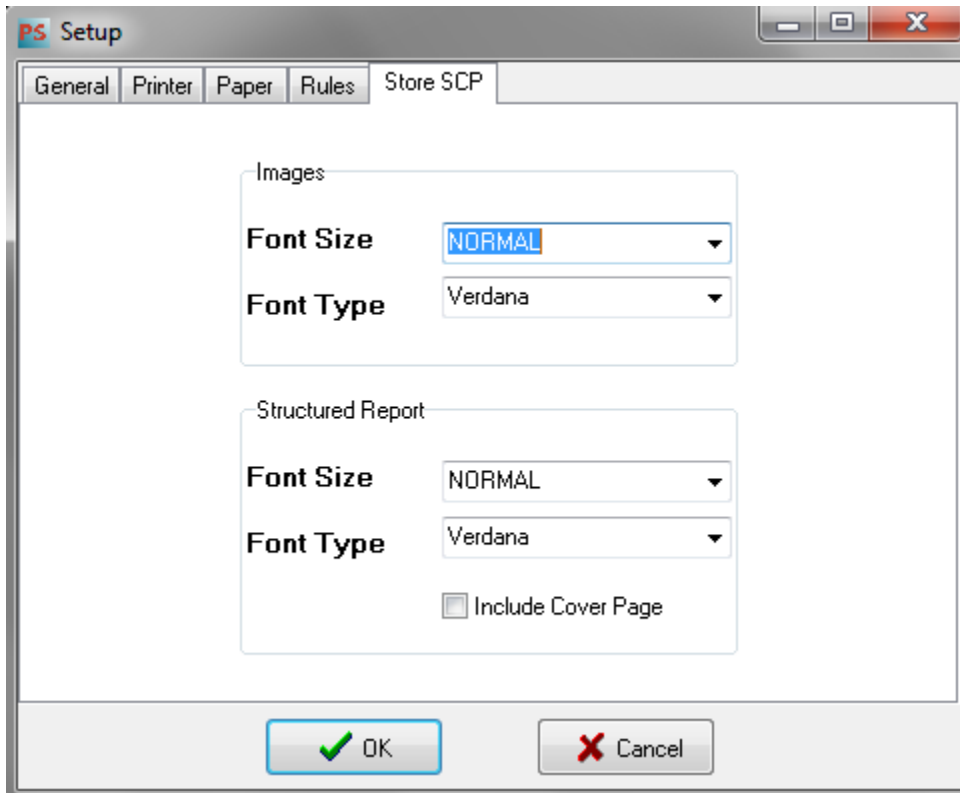 PS Setup
General Printer Paper Rules Store SCP
Images
Font Size NORMAL
Font Type Verdana
Structured Report
Font Size NORMAL
Font Type Verdana
Include Cover Page
OK Cancel